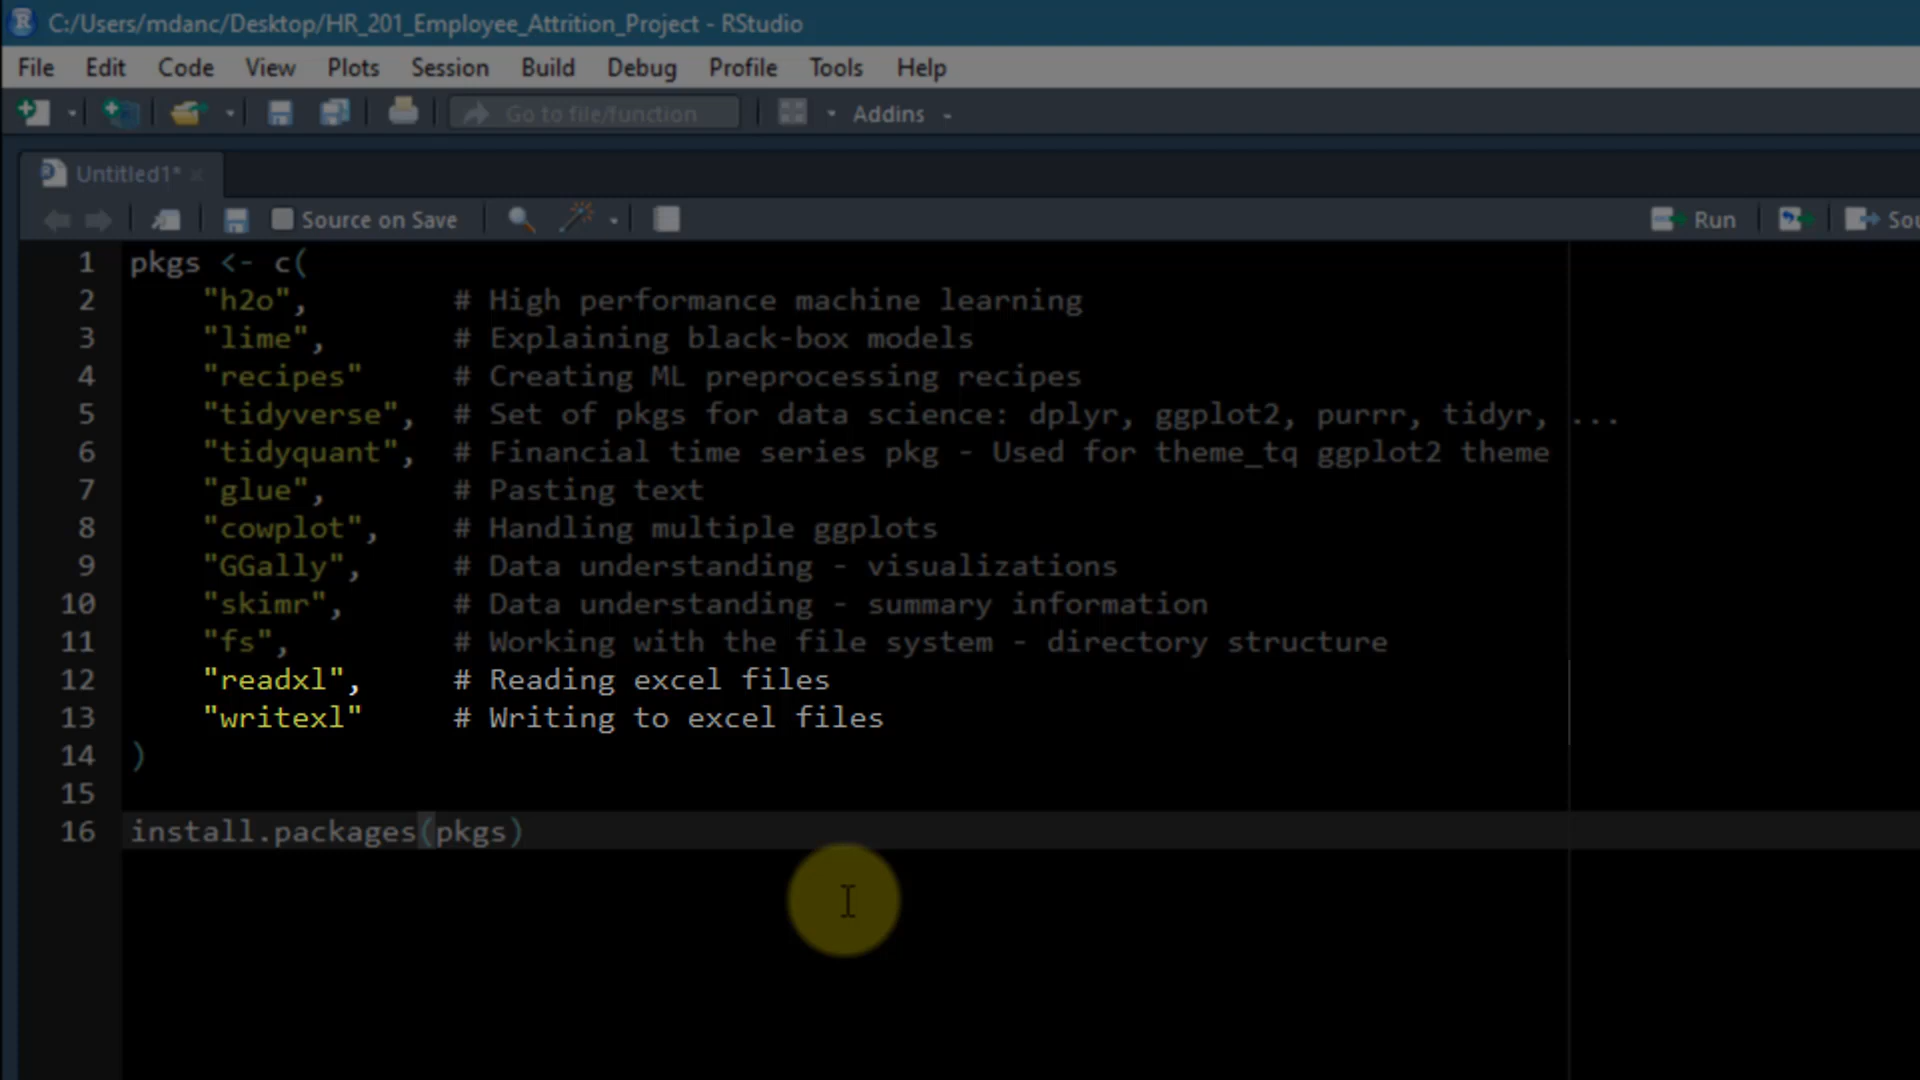 C:/Users/mdanc/Desktop/HR_201_Employee_Attrition_Project - RStudio
File Edit Code View Plots Session Build Debug Profile Tools Help
Go to file/function Addins
Untitled1*
Source on Save Run Sou
1 pkgs <- c(
2 "h2o", # High performance machine learning
3 "lime", # Explaining black-box models
4 "recipes" # Creating ML preprocessing recipes
5 "tidyverse", # Set of pkgs for data science: dplyr, ggplot2, purrr, tidyr, ...
6 "tidyquant", # Financial time series pkg - Used for theme_tq ggplot2 theme
7 "glue", # Pasting text
8 "cowplot", # Handling multiple ggplots
9 "GGally", # Data understanding - visualizations
10 "skimr", # Data understanding - summary information
11 "fs", # Working with the file system - directory structure
12 "readxl", # Reading excel files
13 "writexl" # Writing to excel files
14 )
15
16 install.packages(pkgs)